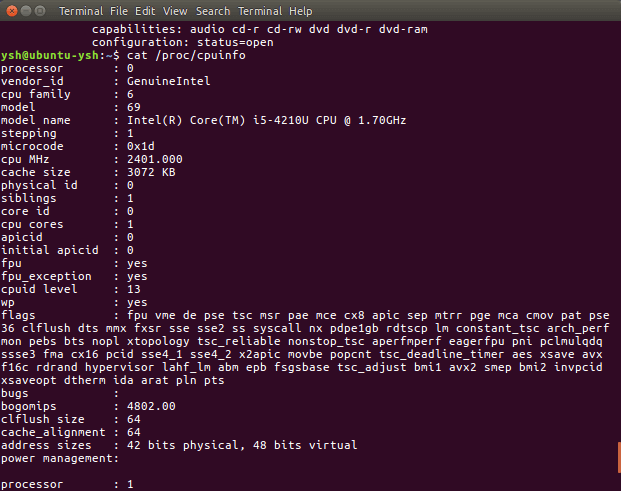 Terminal File Edit View Search Terminal Help
capabilities: audio cd-r cd-rw dvd dvd-r dvd-ram
configuration: status=open
ysh@ubuntu-ysh:~$ cat /proc/cpuinfo
processor : 0
vendor_id : GenuineIntel
cpu family : 6
model : 69
model name : Intel(R) Core(TM) i5-4210U CPU @ 1.70GHz
stepping : 1
microcode : 0x1d
cpu MHz : 2401.000
cache size : 3072 KB
physical id : 0
siblings : 1
core id : 0
cpu cores : 1
apicid : 0
initial apicid : 0
fpu : yes
fpu_exception : yes
cpuid level : 13
wp : yes
flags : fpu vme de pse tsc msr pae mce cx8 apic sep mtrr pge mca cmov pat pse
36 clflush dts mmx fxsr sse sse2 ss syscall nx pdpe1gb rdtscp lm constant_tsc arch_perf
mon pebs bts nopl xtopology tsc_reliable nonstop_tsc aperfmperf eagerfpu pni pclmulqdq
ssse3 fma cx16 pcid sse4_1 sse4_2 x2apic movbe popcnt tsc_deadline_timer aes xsave avx
f16c rdrand hypervisor lahf_lm abm epb fsgsbase tsc_adjust bmi1 avx2 smep bmi2 invpcid
xsaveopt dtherm ida arat pln pts
bugs :
bogomips : 4802.00
clflush size : 64
cache_alignment : 64
address sizes : 42 bits physical, 48 bits virtual
power management:
processor : 1